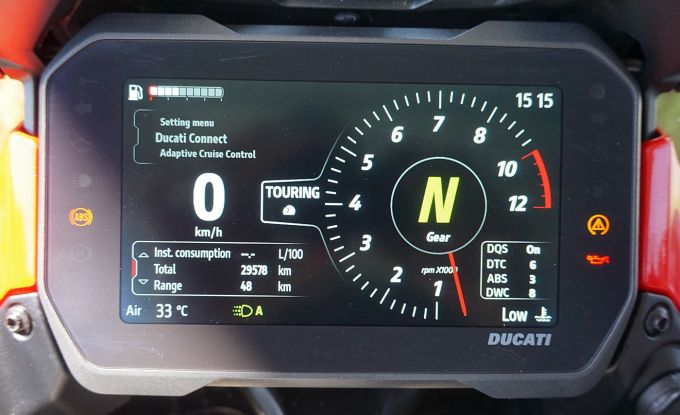 15 15
Setting menu
Ducati Connect
Adaptive Cruise Control
0
km/h
TOURING
1
2
3
4
5
6
7
8
10
12
N
Gear
rpm X1000
Inst. consumption --.- L/100
Total 29578 km
Range 48 km
DQS On
DTC 6
ABS 3
DWC 8
Air 33 °C
A
Low
ABS
DUCATI